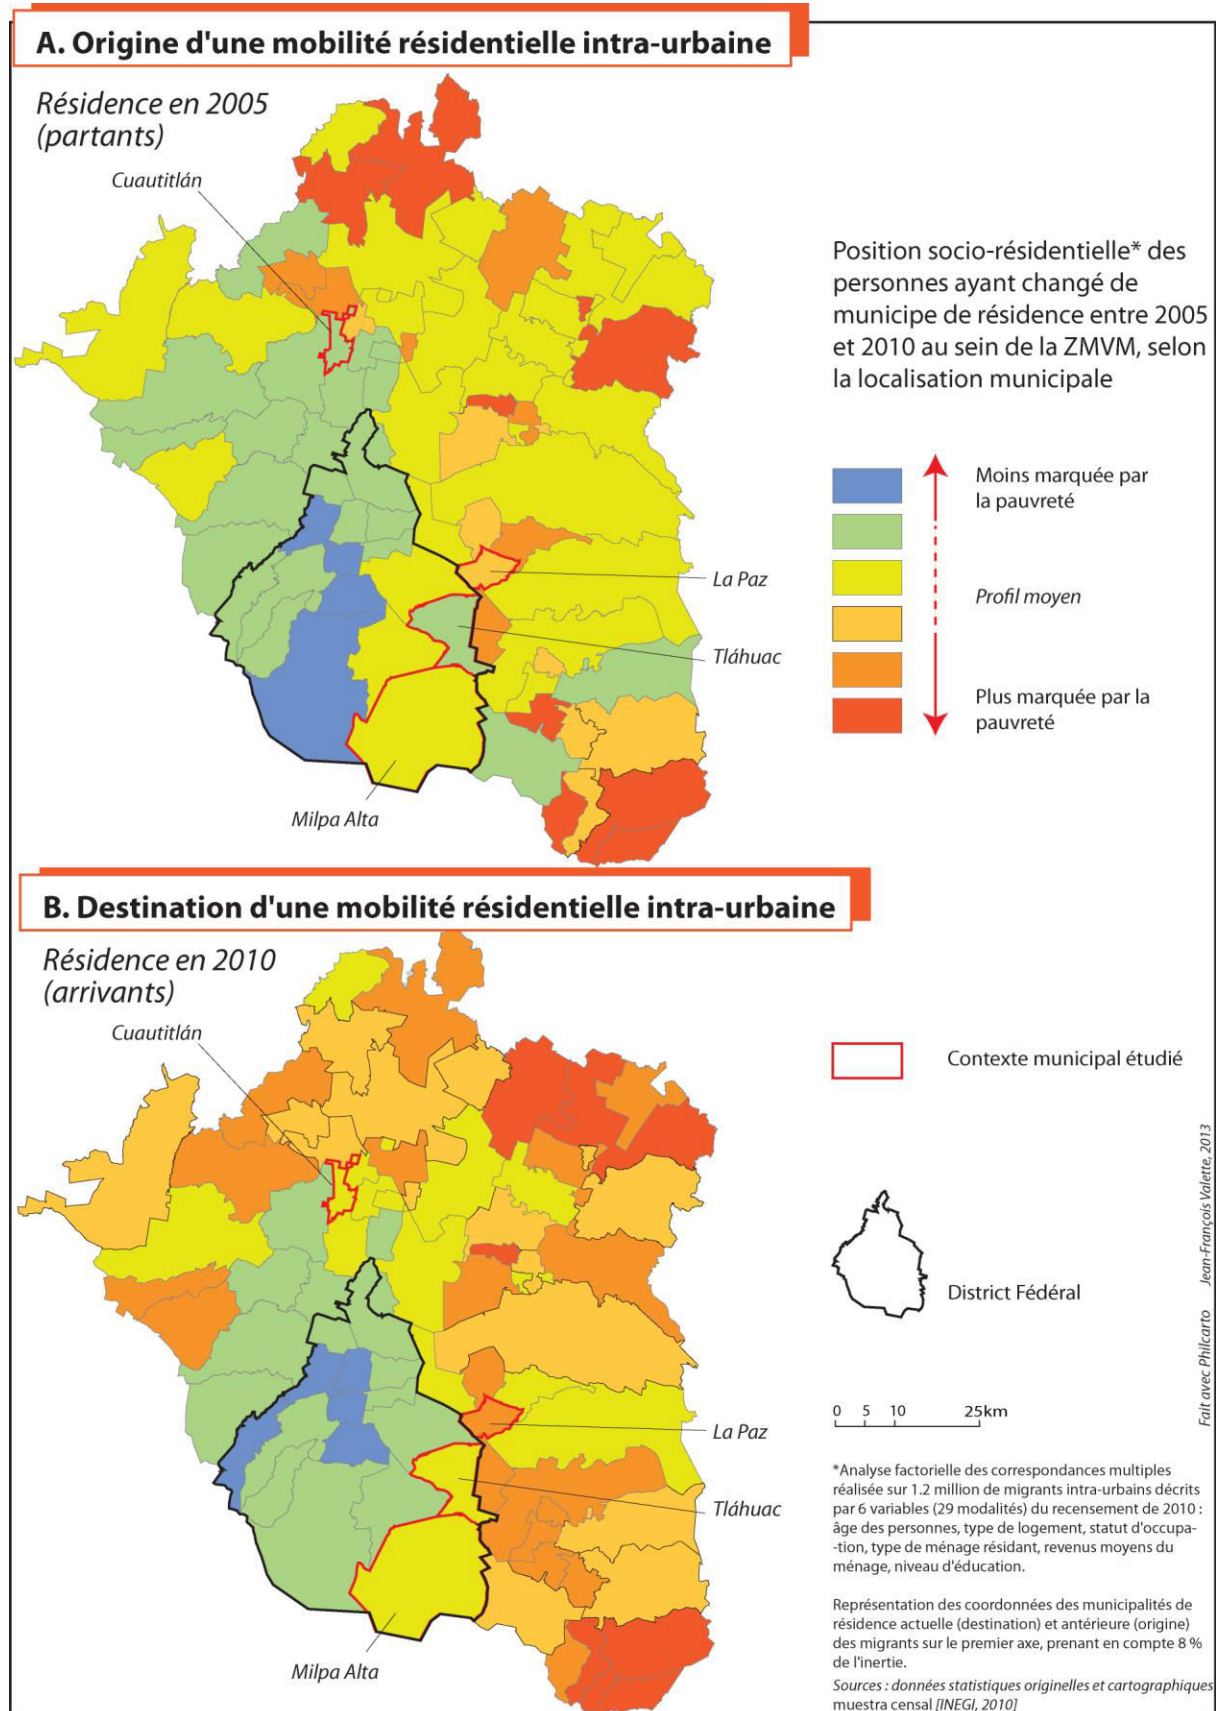 A. Origine d'une mobilité résidentielle intra-urbaine
Résidence en 2005
(partants)
Cuautitlán
La Paz
Tláhuac
Milpa Alta
Position socio-résidentielle* des
personnes ayant changé de
municipe de résidence entre 2005
et 2010 au sein de la ZMVM, selon
la localisation municipale
Moins marquée par
la pauvreté
Profil moyen
Plus marquée par la
pauvreté
B. Destination d'une mobilité résidentielle intra-urbaine
Résidence en 2010
(arrivants)
Cuautitlán
La Paz
Tláhuac
Milpa Alta
Contexte municipal étudié
District Fédéral
0 5 10 25km
*Analyse factorielle des correspondances multiples
réalisée sur 1.2 million de migrants intra-urbains décrits
par 6 variables (29 modalités) du recensement de 2010 :
âge des personnes, type de logement, statut d'occupa-
-tion, type de ménage résidant, revenus moyens du
ménage, niveau d'éducation.
Représentation des coordonnées des municipalités de
résidence actuelle (destination) et antérieure (origine)
des migrants sur le premier axe, prenant en compte 8 %
de l'inertie.
Sources : données statistiques originelles et cartographiques
muestra censal [INEGI, 2010]
Fait avec Philcarto Jean-François Valette, 2013